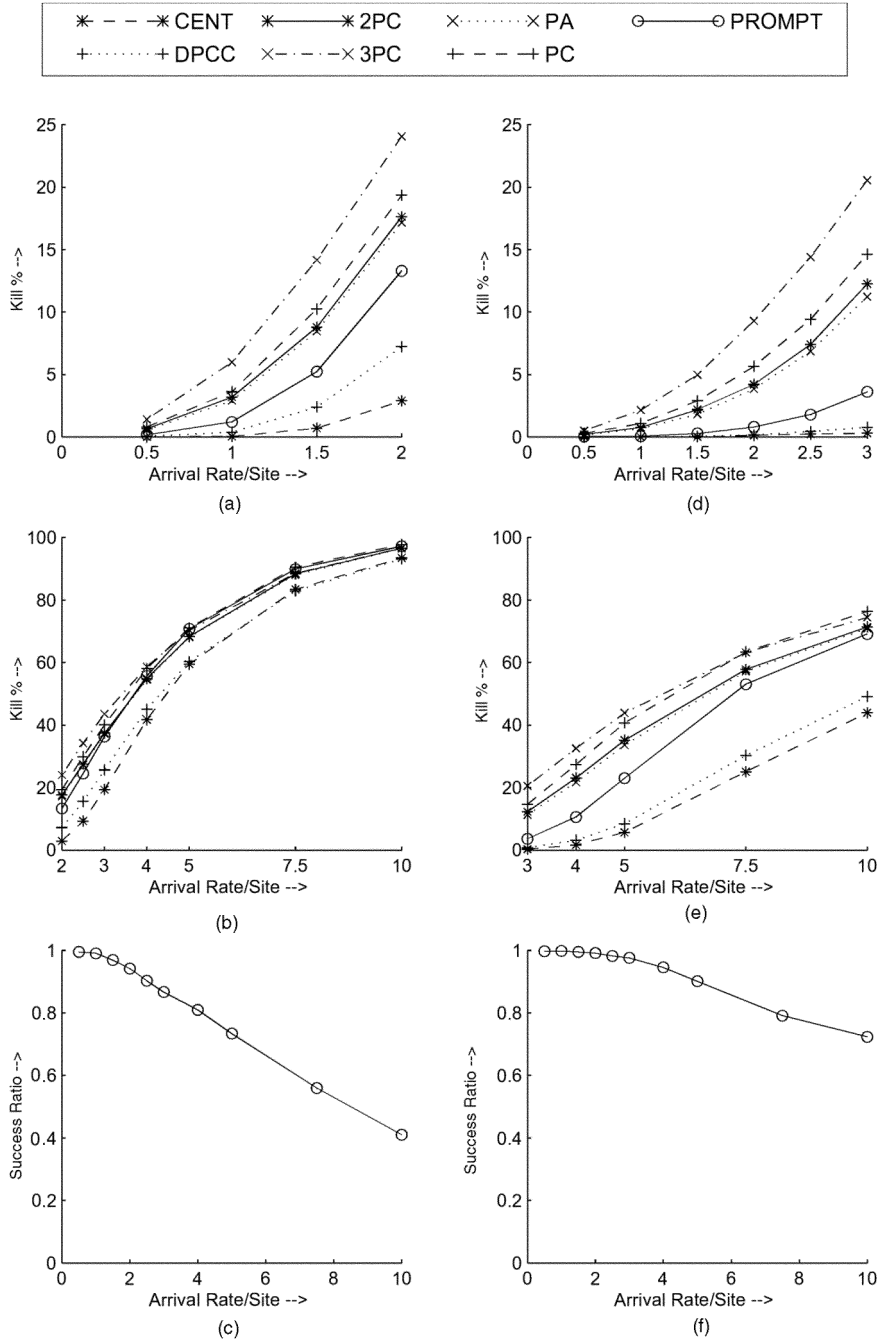 CENT 2PC PA PROMPT
DPCC 3PC PC
25
20
15
10
5
0
Kill % -->
0 0.5 1 1.5 2
Arrival Rate/Site -->
(a)
25
20
15
10
5
0
Kill % -->
0 0.5 1 1.5 2 2.5 3
Arrival Rate/Site -->
(d)
100
80
60
40
20
0
Kill % -->
2 3 4 5 7.5 10
Arrival Rate/Site -->
(b)
100
80
60
40
20
0
Kill % -->
3 4 5 7.5 10
Arrival Rate/Site -->
(e)
1
0.8
0.6
0.4
0.2
0
Success Ratio -->
0 2 4 6 8 10
Arrival Rate/Site -->
(c)
1
0.8
0.6
0.4
0.2
0
Success Ratio -->
0 2 4 6 8 10
Arrival Rate/Site -->
(f)